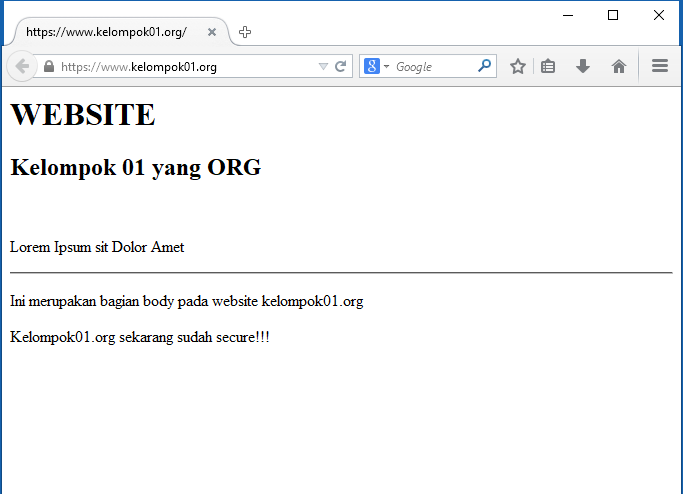 https://www.kelompok01.org/
https://www.kelompok01.org
Google
WEBSITE
Kelompok 01 yang ORG
Lorem Ipsum sit Dolor Amet
Ini merupakan bagian body pada website kelompok01.org
Kelompok01.org sekarang sudah secure!!!